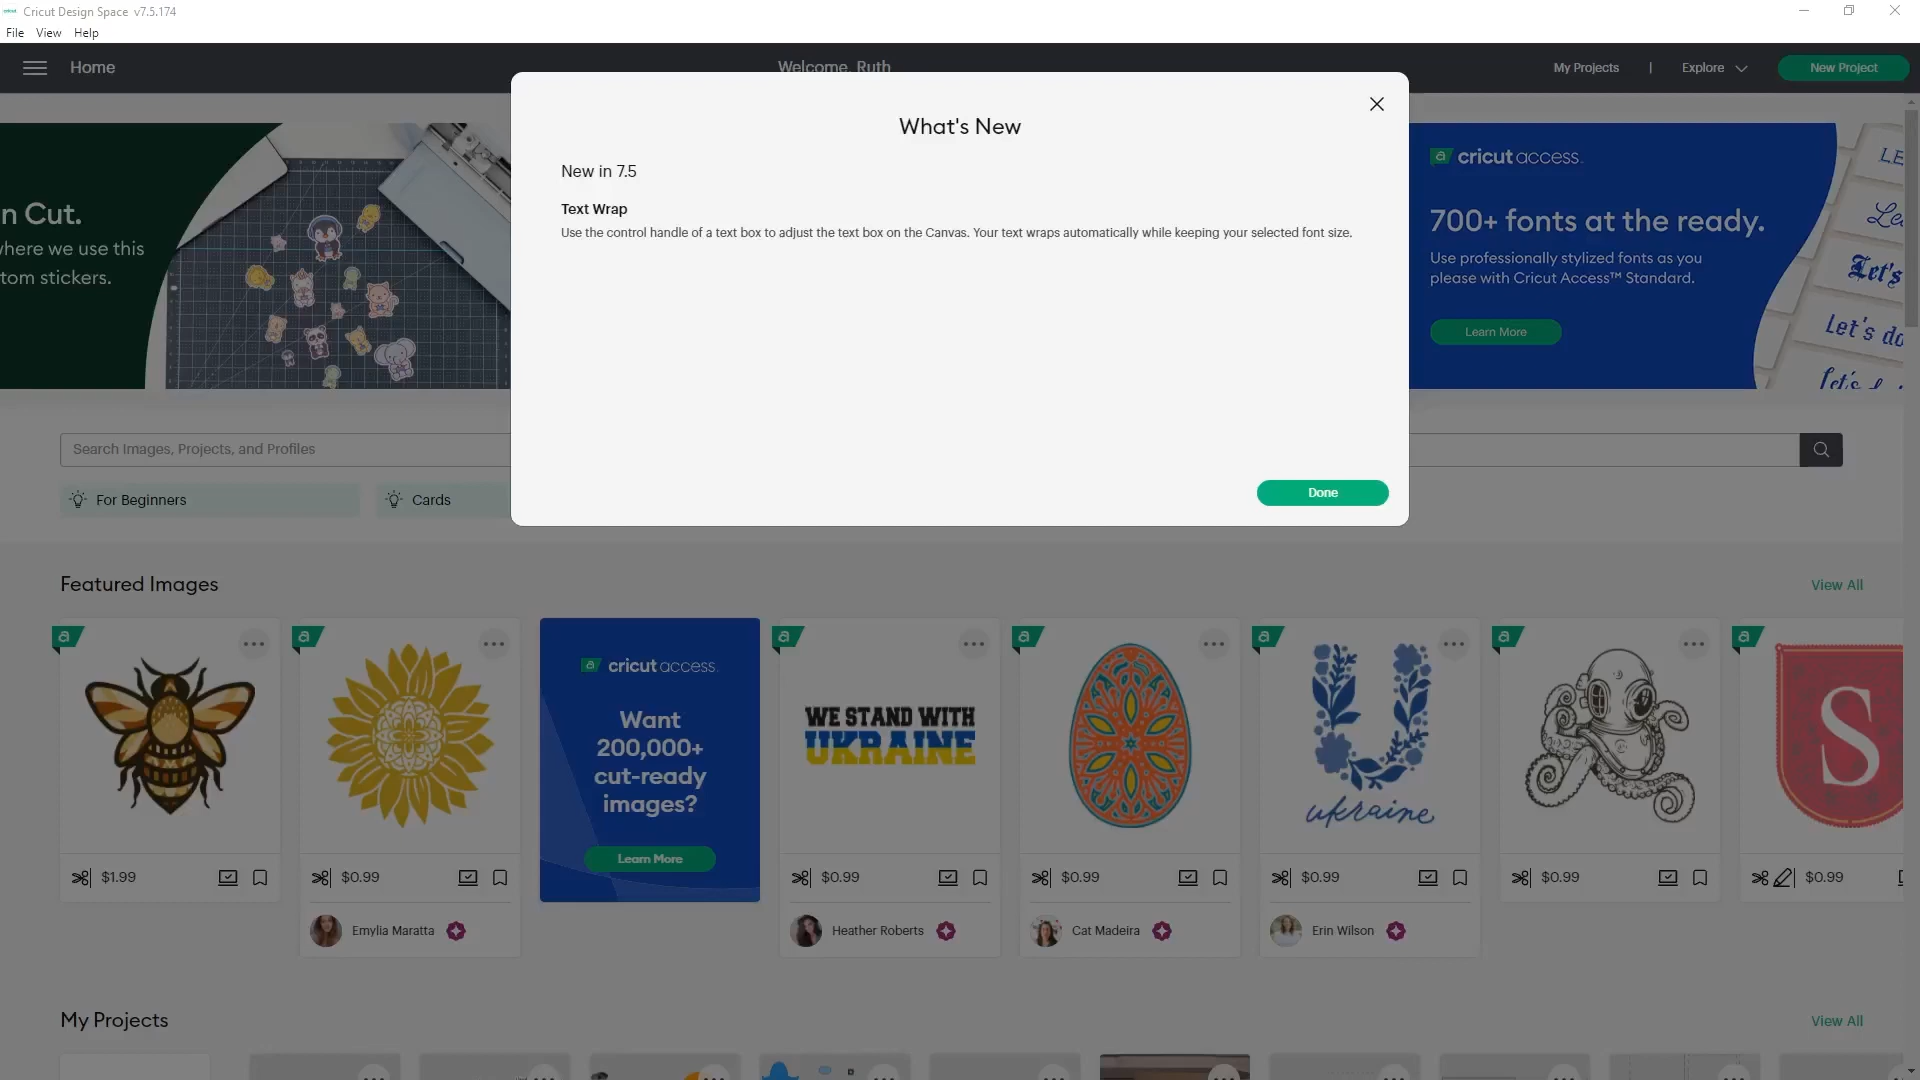 Cricut Design Space v7.5.174
File View Help
Home
Welcome, Ruth
My Projects | Explore
New Project
What's New
New in 7.5
Text Wrap
Use the control handle of a text box to adjust the text box on the Canvas. Your text wraps automatically while keeping your selected font size.
Done
n Cut.
where we use this
tom stickers.
a cricut access
700+ fonts at the ready.
Use professionally stylized fonts as you
please with Cricut Access™ Standard.
Learn More
Let's
Let's do
Search Images, Projects, and Profiles
For Beginners
Cards
Featured Images
View All
a
a
a cricut access
Want
200,000+
cut-ready
images?
Learn More
a
WE STAND WITH
UKRAINE
a
a
U
ukraine
a
a
S
$1.99
$0.99
$0.99
$0.99
$0.99
$0.99
$0.99
Emylia Maratta
Heather Roberts
Cat Madeira
Erin Wilson
My Projects
View All